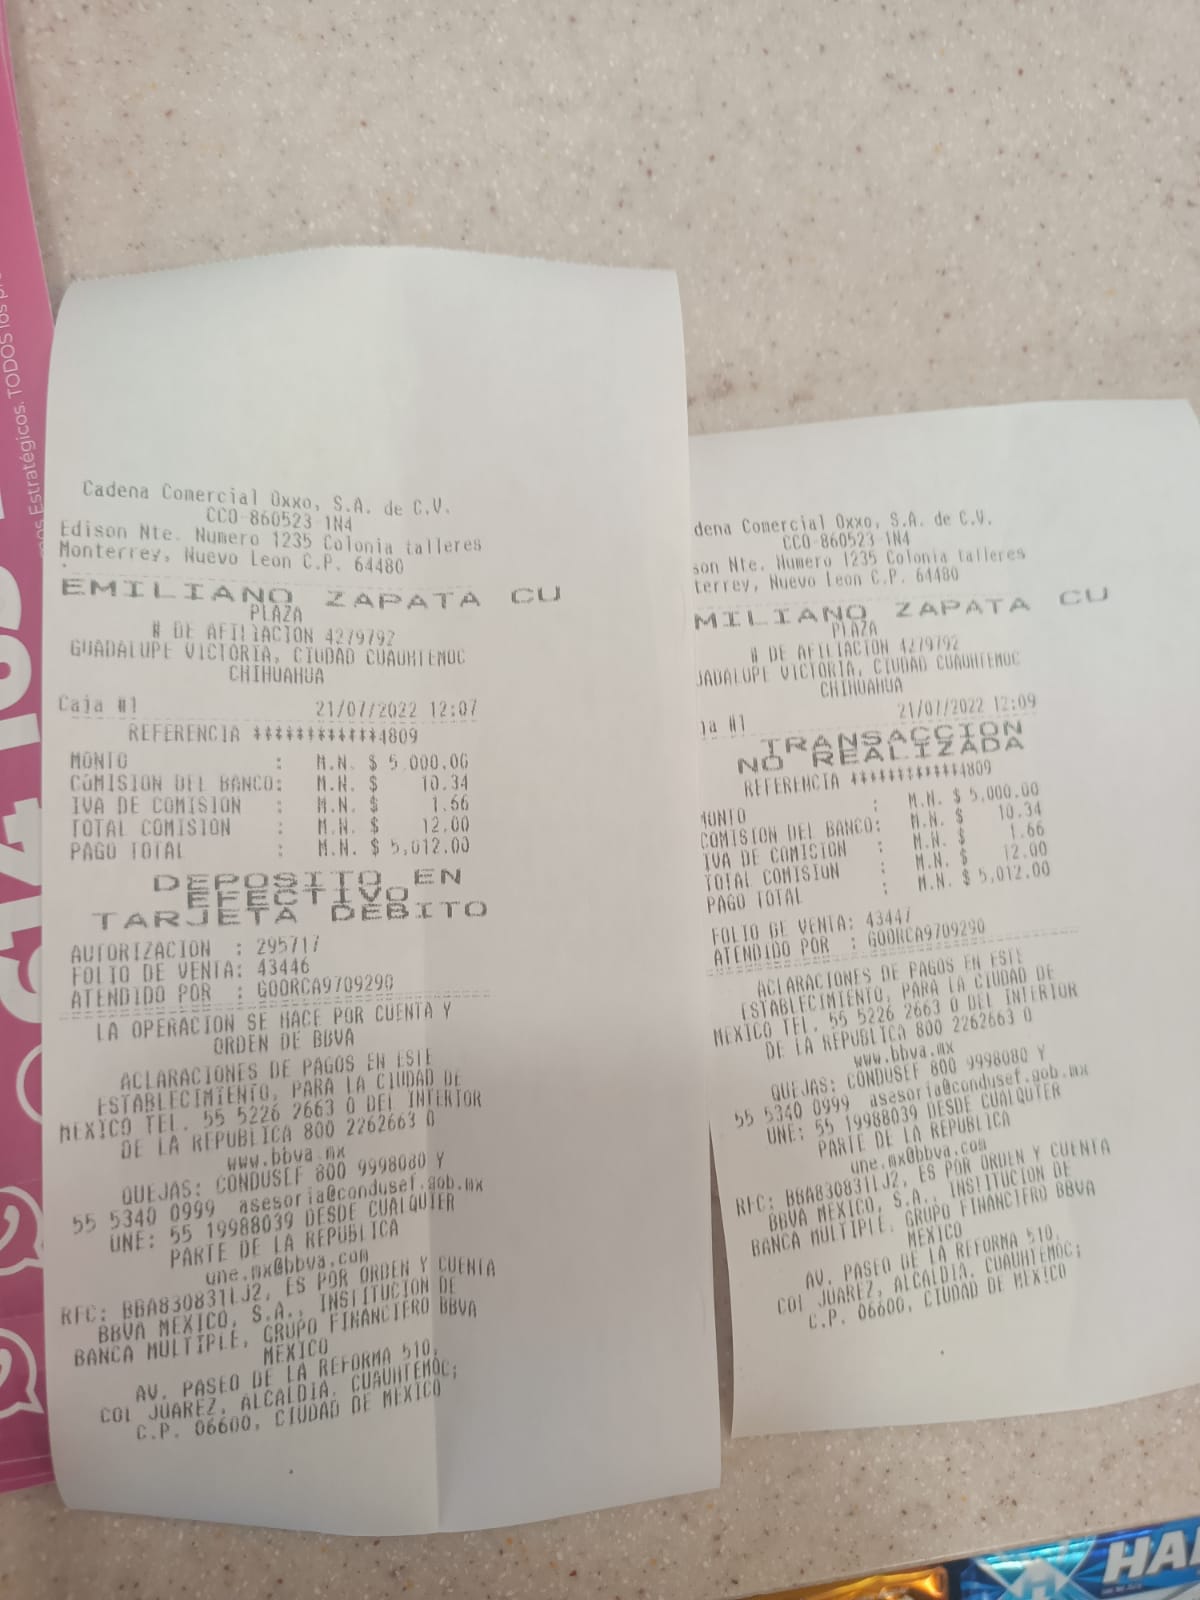 Estratégicos. TODOS los pr
Cadena Comercial Oxxo, S.A. de C.V.
CCO-860523-1N4
Edison Nte. Numero 1235 Colonia talleres
Monterrey, Nuevo Leon C.P. 64480
EMILIANO ZAPATA CU
PLAZA
# DE AFILIACION 4279792
GUADALUPE VICTORIA, CIUDAD CUAUHTEMOC
CHIHUAHUA
Caja #1 21/07/2022 12:07
REFERENCIA ************4809
MONTO : M.N. $ 5,000.00
COMISION DEL BANCO: M.N. $ 10.34
IVA DE COMISION : M.N. $ 1.66
TOTAL COMISION : M.N. $ 12.00
PAGO TOTAL : M.N. $ 5,012.00
DEPOSITO EN
EFECTIVO
TARJETA DEBITO
AUTORIZACION : 295717
FOLIO DE VENTA: 43446
ATENDIDO POR : GOORCA9709290
LA OPERACION SE HACE POR CUENTA Y
ORDEN DE BBVA
ACLARACIONES DE PAGOS EN ESTE
ESTABLECIMIENTO, PARA LA CIUDAD DE
MEXICO TEL. 55 5226 2663 O DEL INTERIOR
DE LA REPUBLICA 800 2262663 O
www.bbva.mx
QUEJAS: CONDUSEF 800 9998080 Y
55 5340 0999 asesoria@condusef.gob.mx
UNE: 55 19988039 DESDE CUALQUIER
PARTE DE LA REPUBLICA
une.mx@bbva.com
RFC: BBA830831LJ2, ES POR ORDEN Y CUENTA
BBVA MEXICO, S.A., INSTITUCION DE
BANCA MULTIPLE, GRUPO FINANCIERO BBVA
MEXICO
AV. PASEO DE LA REFORMA 510,
COL JUAREZ, ALCALDIA. CUAUHTEMOC;
C.P. 06600, CIUDAD DE MEXICO
dena Comercial Oxxo, S.A. de C.V.
CCO-860523-1N4
son Nte. Numero 1235 Colonia talleres
terrey, Nuevo Leon C.P. 64480
MILIANO ZAPATA CU
PLAZA
# DE AFILIACION 4279792
UADALUPE VICTORIA, CIUDAD CUAUHTEMOC
CHIHUAHUA
ja #1 21/07/2022 12:09
TRANSACCION
NO REALIZADA
REFERENCIA ************4809
MONTO : M.N. $ 5,000.00
COMISION DEL BANCO: M.N. $ 10.34
IVA DE COMISION : M.N. $ 1.66
TOTAL COMISION : M.N. $ 12.00
PAGO TOTAL : M.N. $ 5,012.00
FOLIO DE VENTA: 43447
ATENDIDO POR : GOORCA9709290
ACLARACIONES DE PAGOS EN ESTE
ESTABLECIMIENTO, PARA LA CIUDAD DE
MEXICO TEL. 55 5226 2663 O DEL INTERIOR
DE LA REPUBLICA 800 2262663 O
www.bbva.mx
QUEJAS: CONDUSEF 800 9998080 Y
55 5340 0999 asesoria@condusef.gob.mx
UNE: 55 19988039 DESDE CUALQUIER
PARTE DE LA REPUBLICA
une.mx@bbva.com
RFC: BBA830831LJ2, ES POR ORDEN Y CUENTA
BBVA MEXICO, S.A., INSTITUCION DE
BANCA MULTIPLE, GRUPO FINANCIERO BBVA
MEXICO
AV. PASEO DE LA REFORMA 510,
COL JUAREZ, ALCALDIA. CUAUHTEMOC;
C.P. 06600, CIUDAD DE MEXICO
HAL